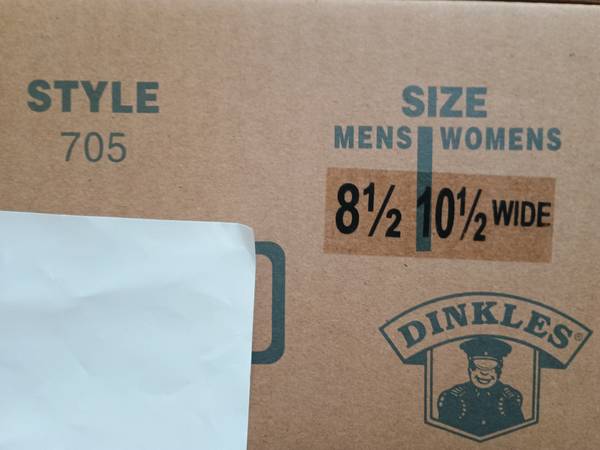 STYLE
705
SIZE
MENS WOMENS
8½ 10½ WIDE
DINKLES®